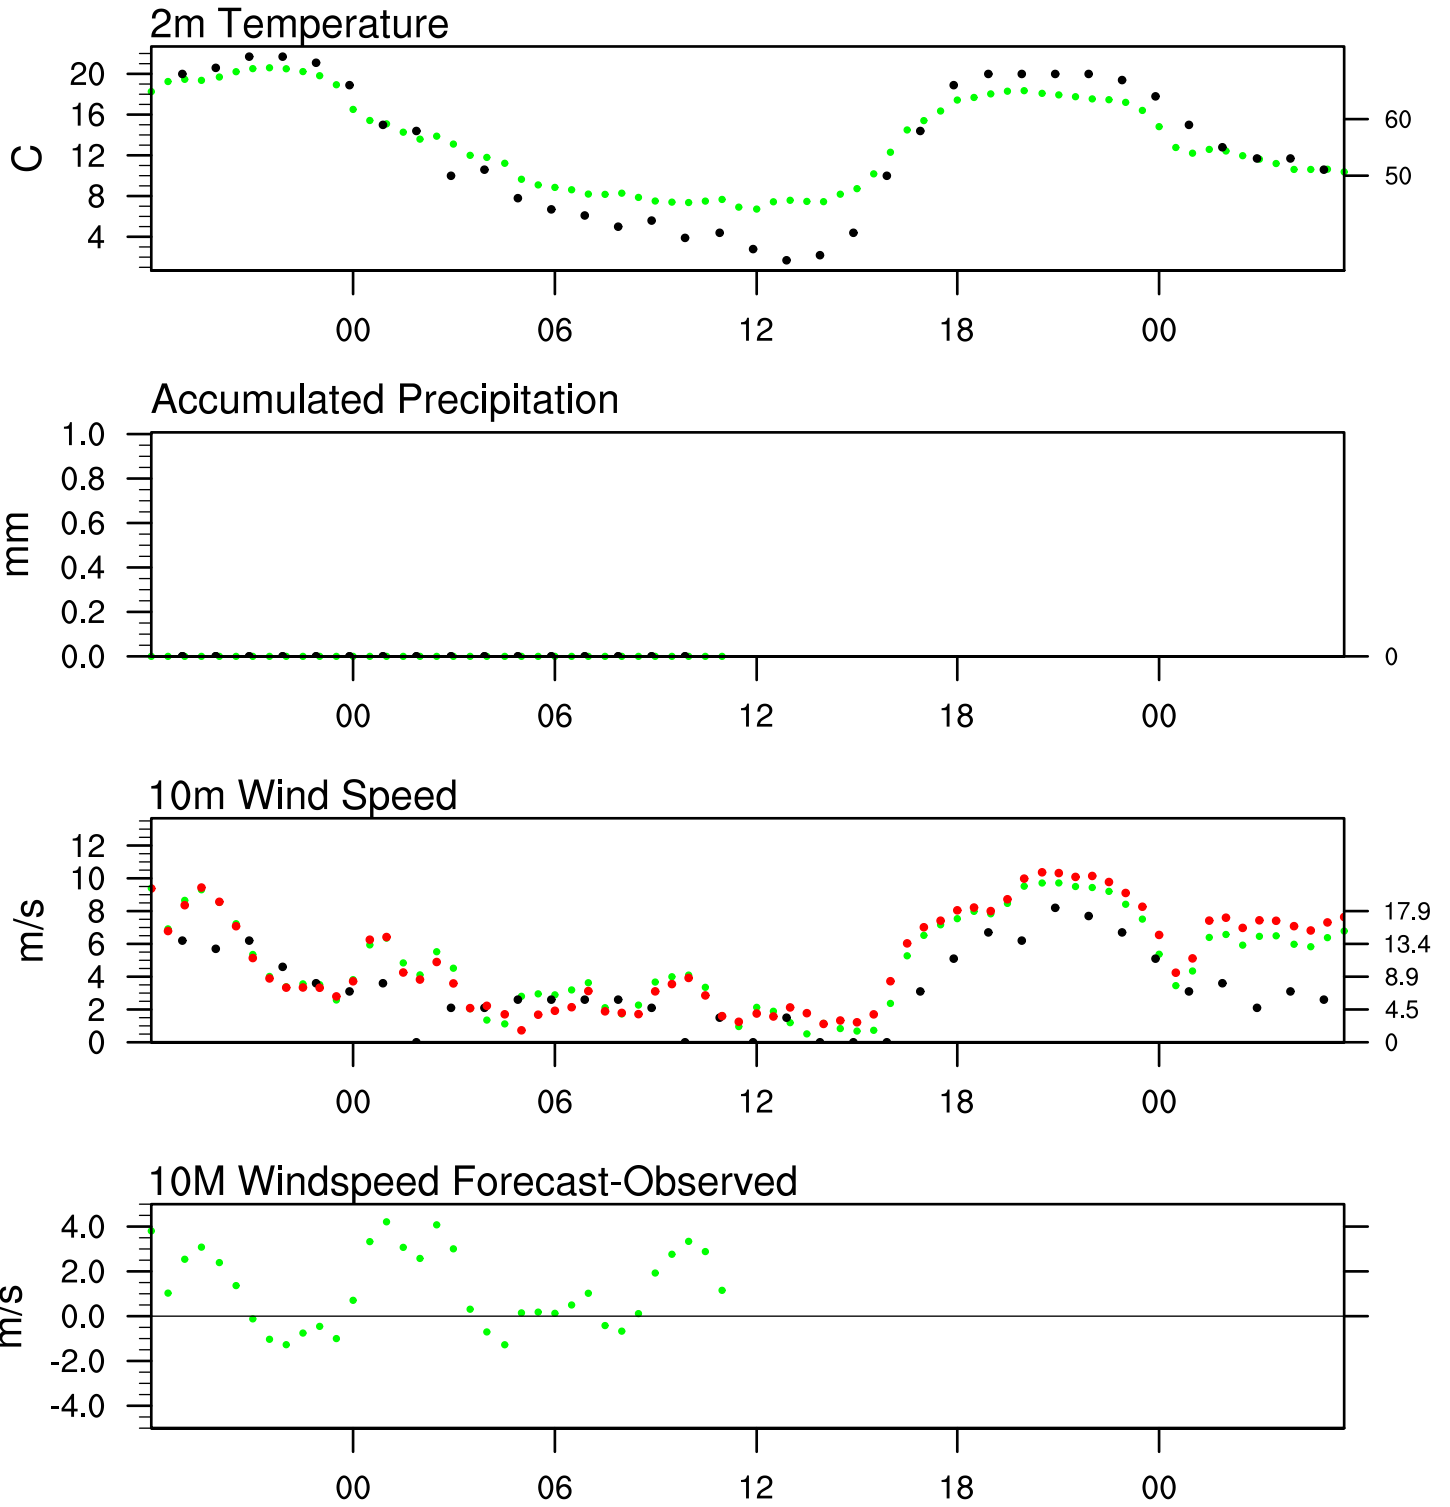 2m Temperature
20
16
12
8
4
C
60
50
00 06 12 18 00
Accumulated Precipitation
1.0
0.8
0.6
0.4
0.2
0.0
mm
0
00 06 12 18 00
10m Wind Speed
12
10
8
6
4
2
0
m/s
17.9
13.4
8.9
4.5
0
00 06 12 18 00
10M Windspeed Forecast-Observed
4.0
2.0
0.0
-2.0
-4.0
m/s
00 06 12 18 00